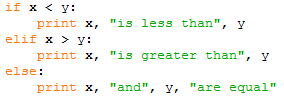 if x < y:
    print x, "is less than", y
elif x > y:
    print x, "is greater than", y
else:
    print x, "and", y, "are equal"